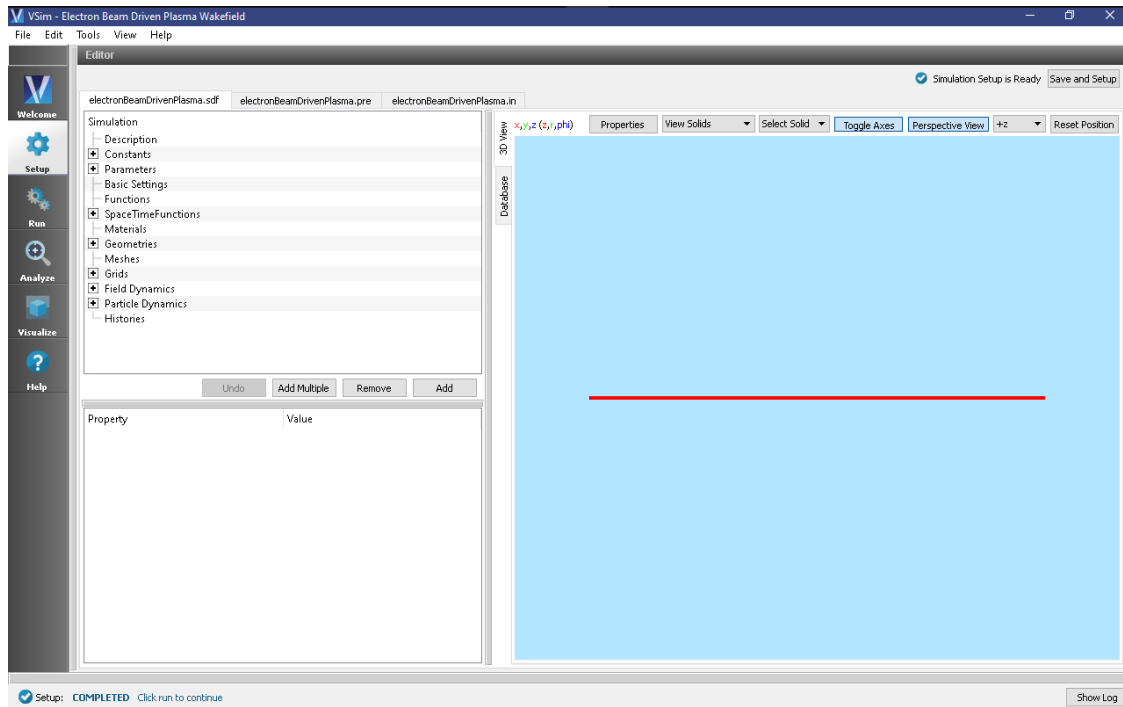 VSim - Electron Beam Driven Plasma Wakefield
File Edit Tools View Help
Editor
Simulation Setup is Ready Save and Setup
electronBeamDrivenPlasma.sdf electronBeamDrivenPlasma.pre electronBeamDrivenPlasma.in
Welcome
Setup
Run
Analyze
Visualize
Help
Simulation
Description
Constants
Parameters
Basic Settings
Functions
SpaceTimeFunctions
Materials
Geometries
Meshes
Grids
Field Dynamics
Particle Dynamics
Histories
Undo Add Multiple Remove Add
Property Value
3D View
Database
x,y,z (z,r,phi) Properties View Solids Select Solid Toggle Axes Perspective View +z Reset Position
Setup: COMPLETED Click run to continue
Show Log